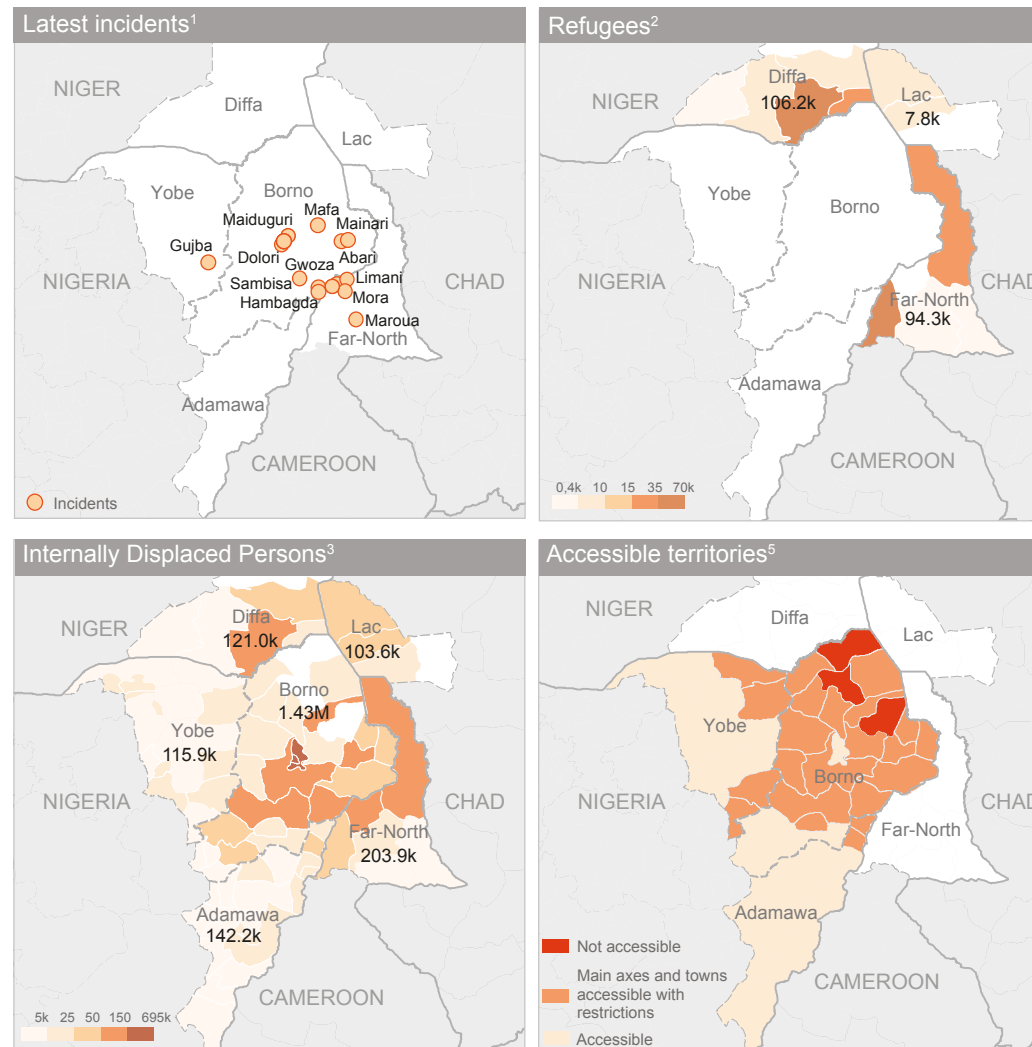 Latest incidents¹
NIGER
Diffa
Lac
Yobe
Borno
Mafa
Maiduguri
Mainari
Gujba
Dolori
Abari
Gwoza
NIGERIA
Sambisa
Limani
CHAD
Hambagda
Mora
Maroua
Far-North
Adamawa
CAMEROON
Incidents
Refugees²
NIGER
Diffa
106.2k
Lac
7.8k
Yobe
Borno
NIGERIA
CHAD
Far-North
94.3k
Adamawa
CAMEROON
0,4k 10 15 35 70k
Internally Displaced Persons³
NIGER
Diffa
121.0k
Lac
103.6k
Borno
1.43M
Yobe
115.9k
NIGERIA
CHAD
Far-North
203.9k
Adamawa
142.2k
CAMEROON
5k 25 50 150 695k
Accessible territories⁵
NIGER
Diffa
Lac
Yobe
Borno
NIGERIA
CHAD
Far-North
Adamawa
Not accessible
Main axes and towns
accessible with
restrictions
CAMEROON
Accessible